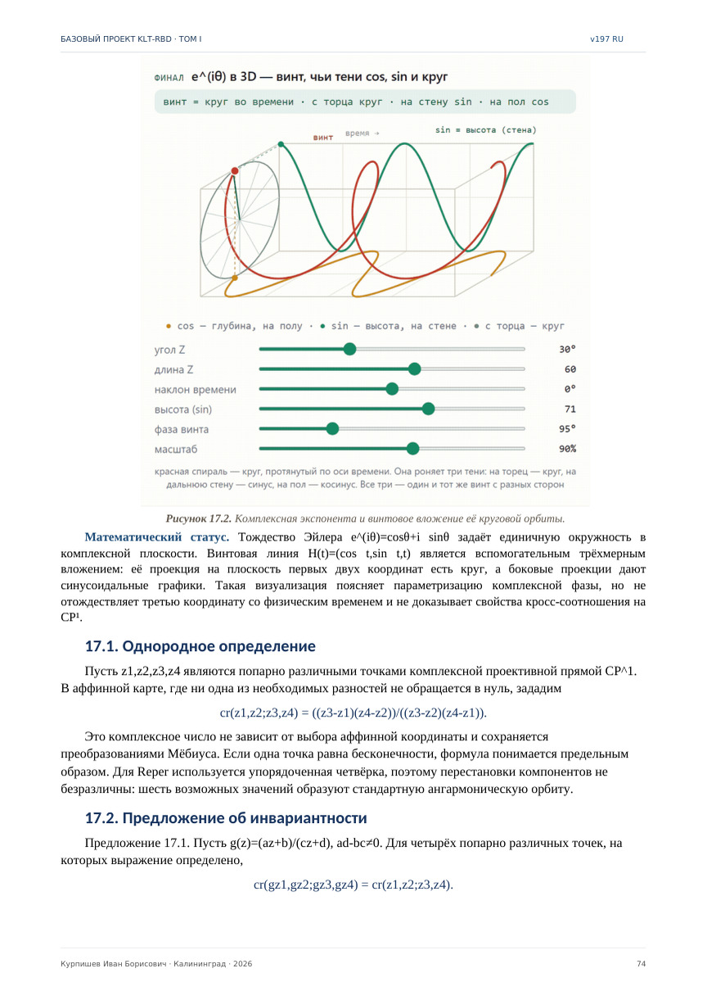 БАЗОВЫЙ ПРОЕКТ KLT-RBD · ТОМ I
v197 RU
ФИНАЛ e^(iθ) в 3D — винт, чьи тени cos, sin и круг
винт = круг во времени · с торца круг · на стену sin · на пол cos
винт время → sin = высота (стена)
• cos — глубина, на полу · • sin — высота, на стене · • с торца — круг
угол Z 30°
длина Z 60
наклон времени 0°
высота (sin) 71
фаза винта 95°
масштаб 90%
красная спираль — круг, протянутый по оси времени. Она роняет три тени: на торец — круг, на
дальнюю стену — синус, на пол — косинус. Все три — один и тот же винт с разных сторон
Рисунок 17.2. Комплексная экспонента и винтовое вложение её круговой орбиты.
Математический статус. Тождество Эйлера e^(iθ)=cosθ+i sinθ задаёт единичную окружность в
комплексной плоскости. Винтовая линия H(t)=(cos t,sin t,t) является вспомогательным трёхмерным
вложением: её проекция на плоскость первых двух координат есть круг, а боковые проекции дают
синусоидальные графики. Такая визуализация поясняет параметризацию комплексной фазы, но не
отождествляет третью координату со физическим временем и не доказывает свойства кросс-соотношения на
CP¹.
17.1. Однородное определение
Пусть z1,z2,z3,z4 являются попарно различными точками комплексной проективной прямой CP^1.
В аффинной карте, где ни одна из необходимых разностей не обращается в нуль, зададим
cr(z1,z2;z3,z4) = ((z3-z1)(z4-z2))/((z3-z2)(z4-z1)).
Это комплексное число не зависит от выбора аффинной координаты и сохраняется
преобразованиями Мёбиуса. Если одна точка равна бесконечности, формула понимается предельным
образом. Для Reper используется упорядоченная четвёрка, поэтому перестановки компонентов не
безразличны: шесть возможных значений образуют стандартную ангармоническую орбиту.
17.2. Предложение об инвариантности
Предложение 17.1. Пусть g(z)=(az+b)/(cz+d), ad-bc≠0. Для четырёх попарно различных точек, на
которых выражение определено,
cr(gz1,gz2;gz3,gz4) = cr(z1,z2;z3,z4).
Курпишев Иван Борисович · Калининград · 2026
74